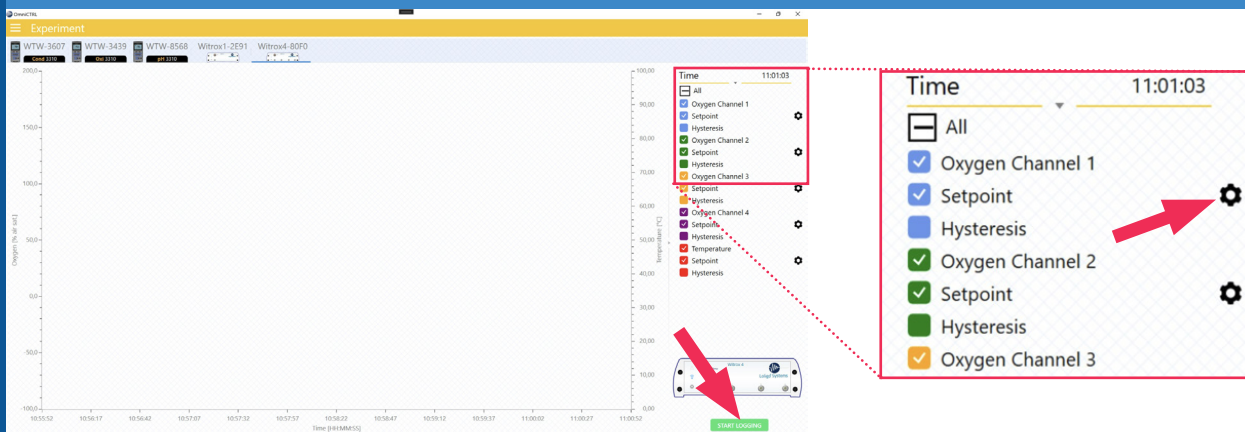 OmniCTRL
Experiment
WTW-3607 WTW-3439 WTW-8568 Witrox1-2E91 Witrox4-80F0
Cond 3310 Oxi 3310 pH 3310
200,0
150,0
100,0
50,0
0,0
-50,0
-100,0
Oxygen [% air sat.]
100,00
90,00
80,00
70,00
60,00
50,00
40,00
30,00
20,00
10,00
0,00
Temperature [°C]
10:55:52 10:56:17 10:56:42 10:57:07 10:57:32 10:57:57 10:58:22 10:58:47 10:59:12 10:59:37 11:00:02 11:00:27 11:00:52
Time [HH:MM:SS]
Time 11:01:03
All
Oxygen Channel 1
Setpoint
Hysteresis
Oxygen Channel 2
Setpoint
Hysteresis
Oxygen Channel 3
Setpoint
Hysteresis
Oxygen Channel 4
Setpoint
Hysteresis
Temperature
Setpoint
Hysteresis
Witrox 4
Loligo Systems
START LOGGING
Time 11:01:03
All
Oxygen Channel 1
Setpoint
Hysteresis
Oxygen Channel 2
Setpoint
Hysteresis
Oxygen Channel 3